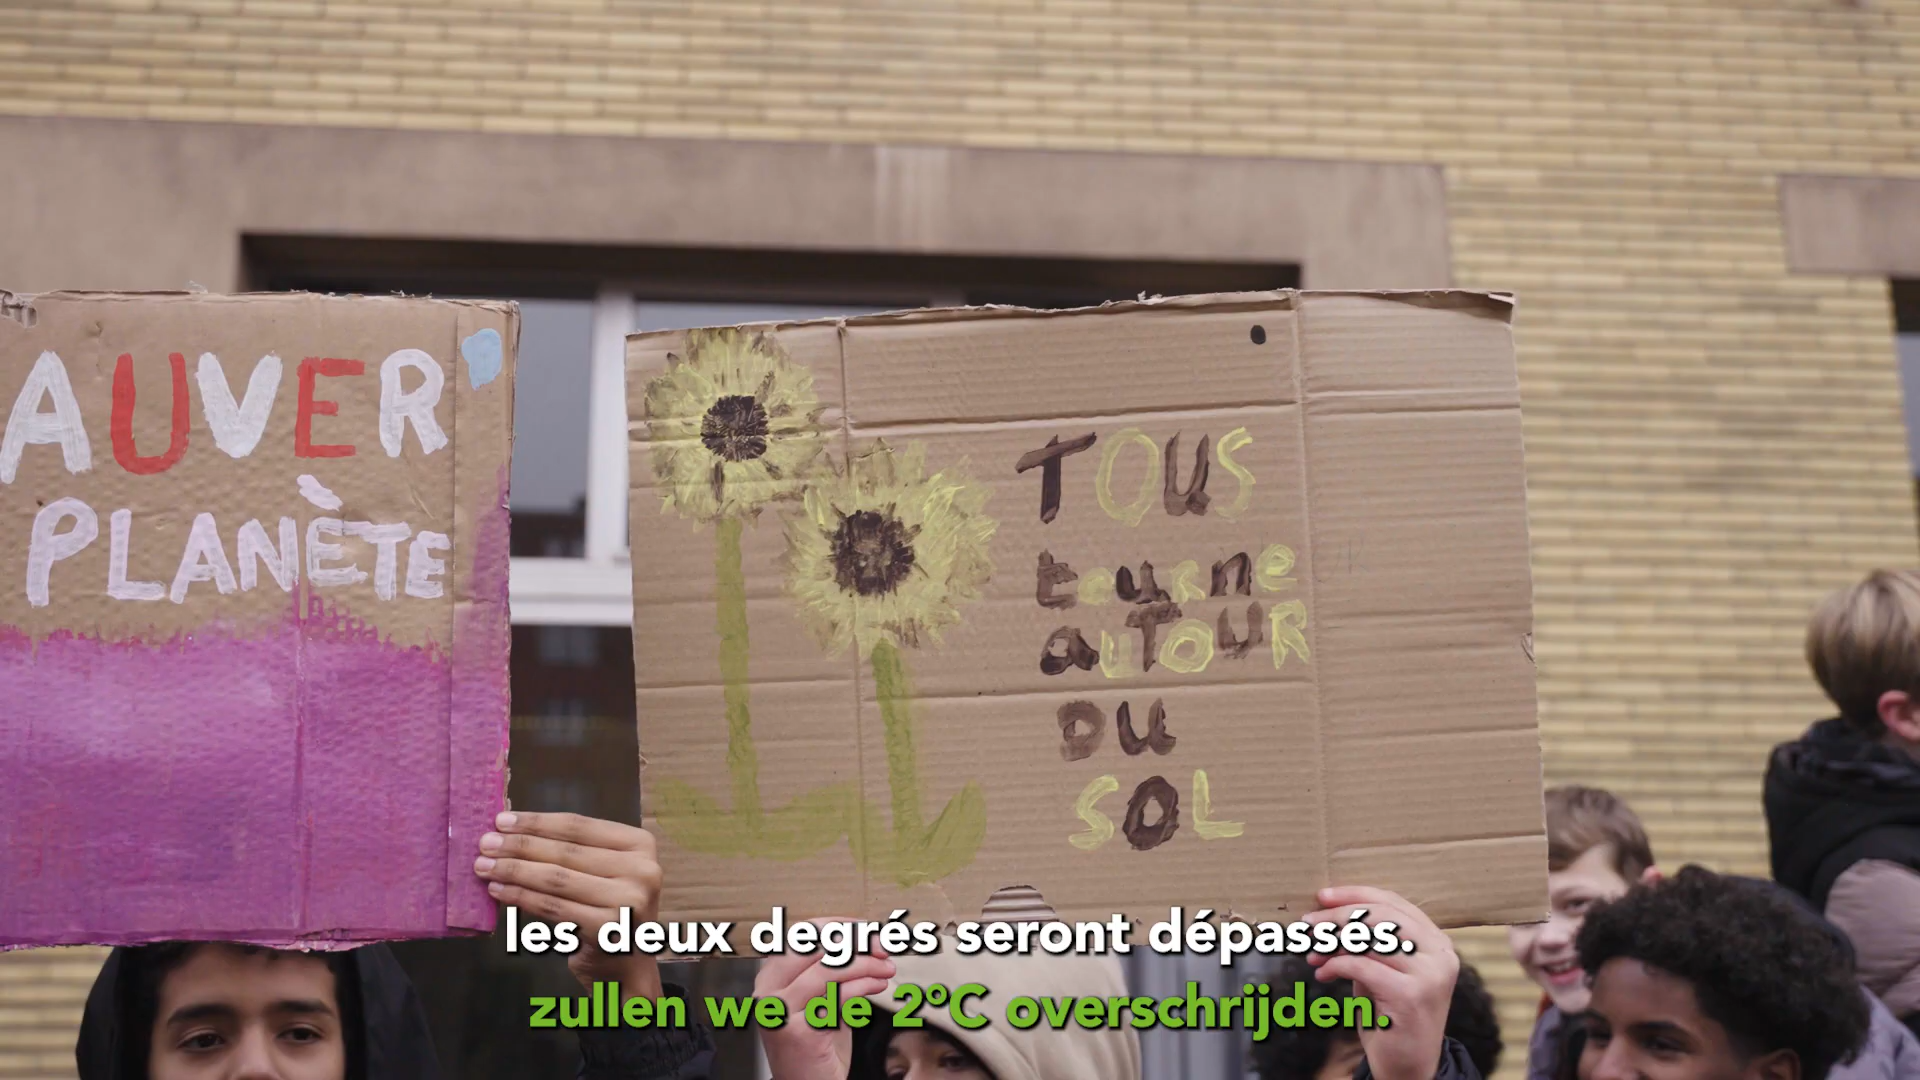 AUVER
PLANÈTE
TOUS
tourne
auTOUR
DU
SOL
les deux degrés seront dépassés.
zullen we de 2°C overschrijden.